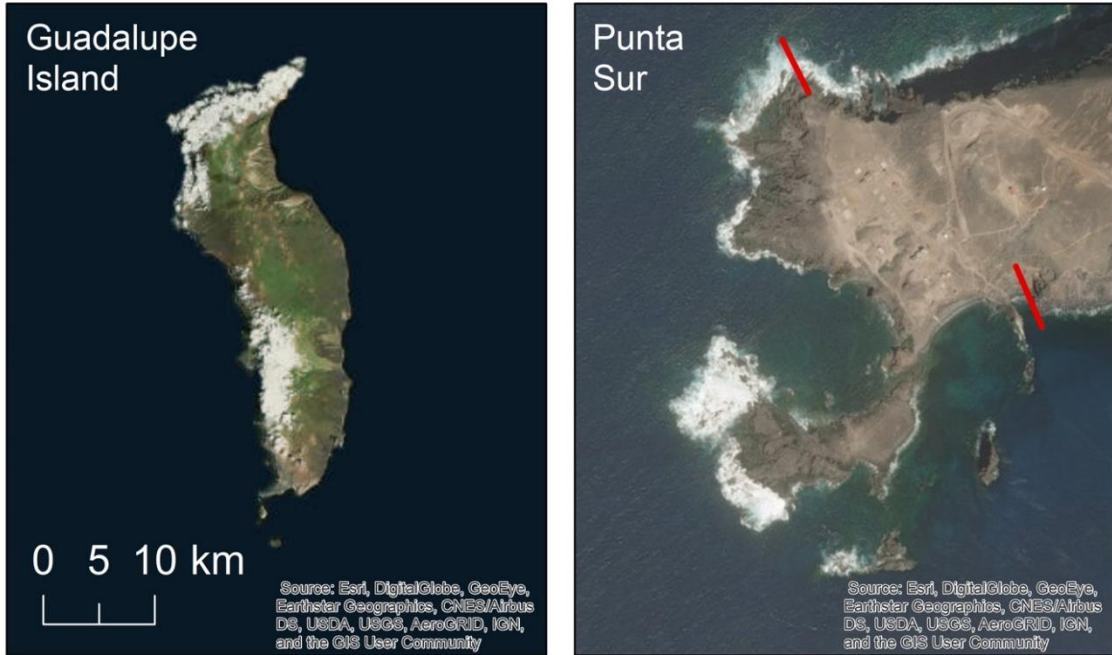 Guadalupe
Island
0 5 10 km
Source: Esri, DigitalGlobe, GeoEye,
Earthstar Geographics, CNES/Airbus
DS, USDA, USGS, AeroGRID, IGN,
and the GIS User Community
Punta
Sur
Source: Esri, DigitalGlobe, GeoEye,
Earthstar Geographics, CNES/Airbus
DS, USDA, USGS, AeroGRID, IGN,
and the GIS User Community